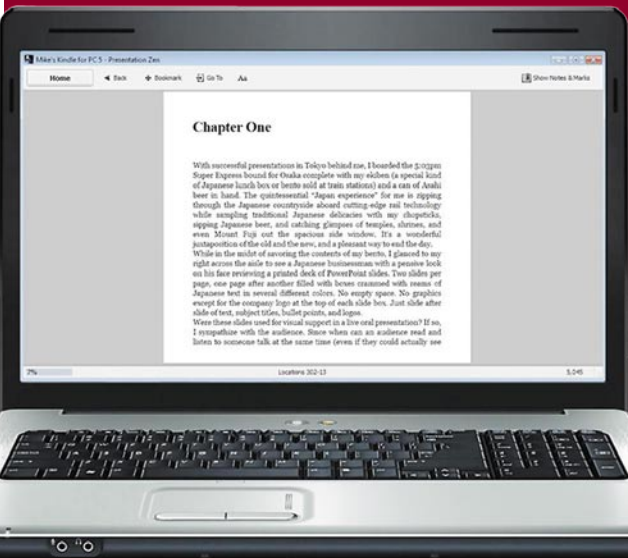 Mike's Kindle for PC 5 - Presentation Zen
Home
Back
Bookmark
Go To
Aa
Show Notes & Marks
Chapter One
With successful presentations in Tokyo behind me, I boarded the 5:03pm
Super Express bound for Osaka complete with my ekiben (a special kind
of Japanese lunch box or bento sold at train stations) and a can of Asahi
beer in hand. The quintessential "Japan experience" for me is zipping
through the Japanese countryside aboard cutting-edge rail technology
while sampling traditional Japanese delicacies with my chopsticks,
sipping Japanese beer, and catching glimpses of temples, shrines, and
even Mount Fuji out the spacious side window. It's a wonderful
juxtaposition of the old and the new, and a pleasant way to end the day.
While in the midst of savoring the contents of my bento, I glanced to my
right across the aisle to see a Japanese businessman with a pensive look
on his face reviewing a printed deck of PowerPoint slides. Two slides per
page, one page after another filled with boxes crammed with reams of
Japanese text in several different colors. No empty space. No graphics
except for the company logo at the top of each slide box. Just slide after
slide of text, subject titles, bullet points, and logos.
Were these slides used for visual support in a live oral presentation? If so,
I sympathize with the audience. Since when can an audience read and
listen to someone talk at the same time (even if they could actually see
7%
Locations 302-13
5,045